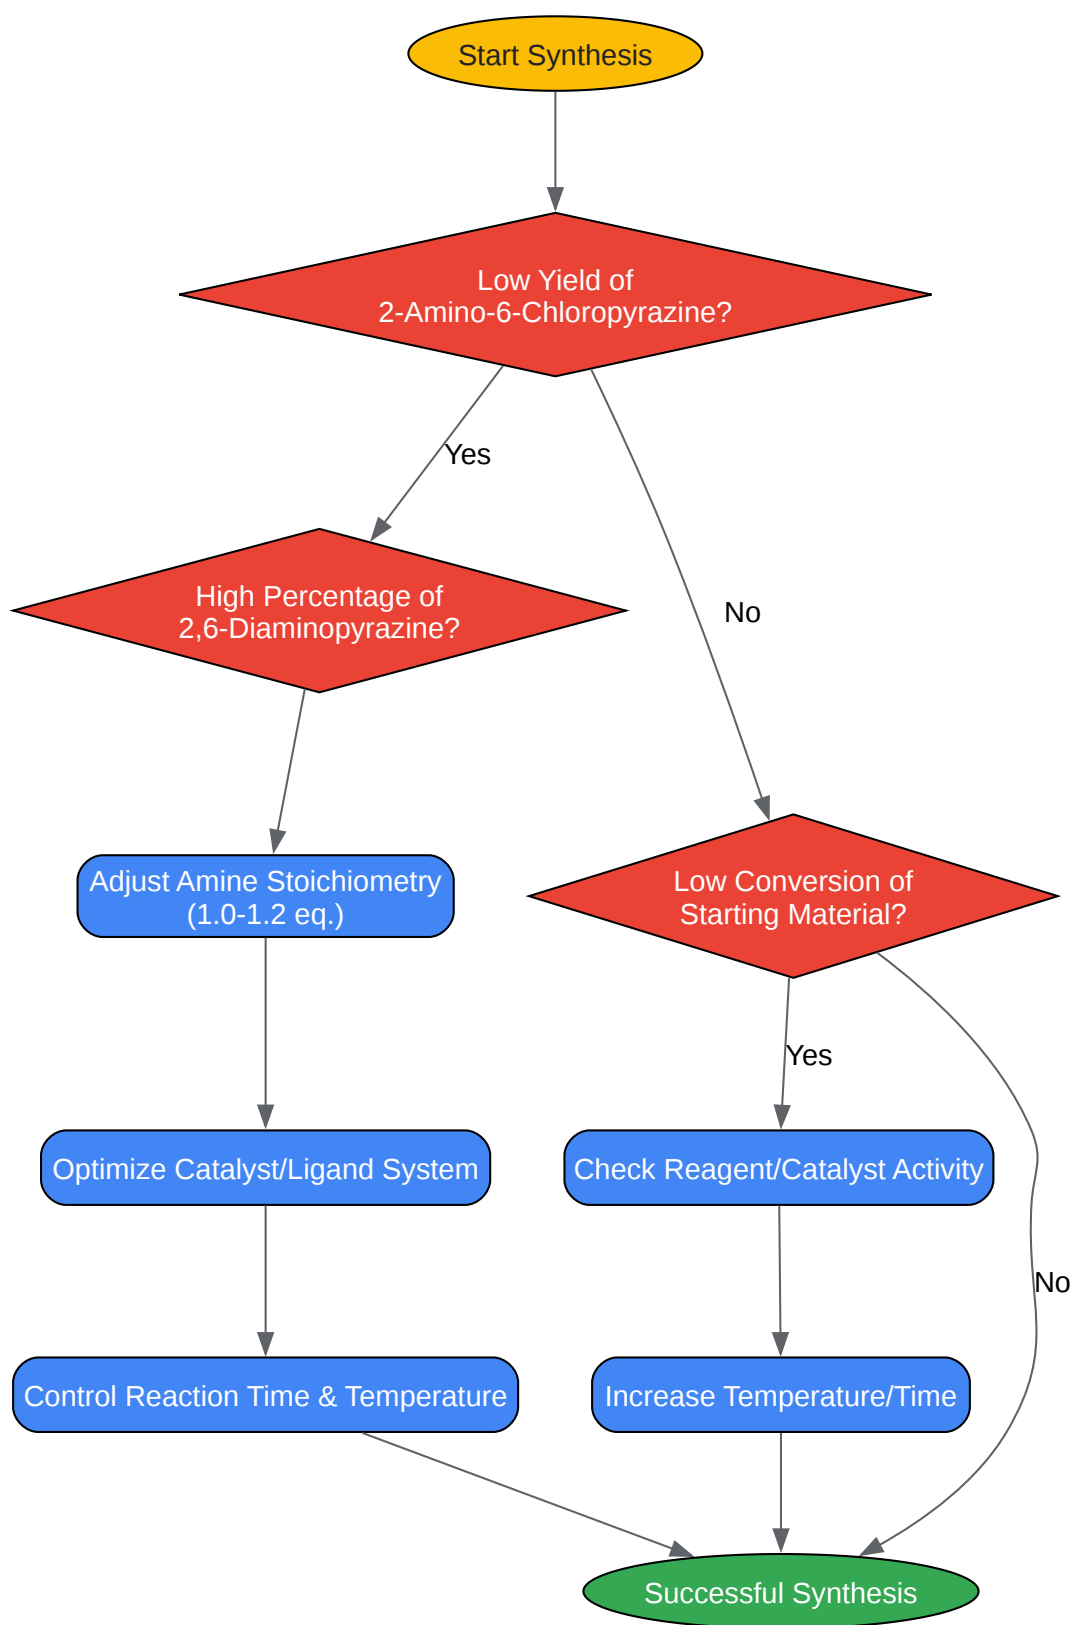 Start Synthesis
Low Yield of
2-Amino-6-Chloropyrazine?
Yes
High Percentage of
2,6-Diaminopyrazine?
No
Adjust Amine Stoichiometry
(1.0-1.2 eq.)
Low Conversion of
Starting Material?
Yes
Optimize Catalyst/Ligand System
Check Reagent/Catalyst Activity
No
Control Reaction Time & Temperature
Increase Temperature/Time
Successful Synthesis